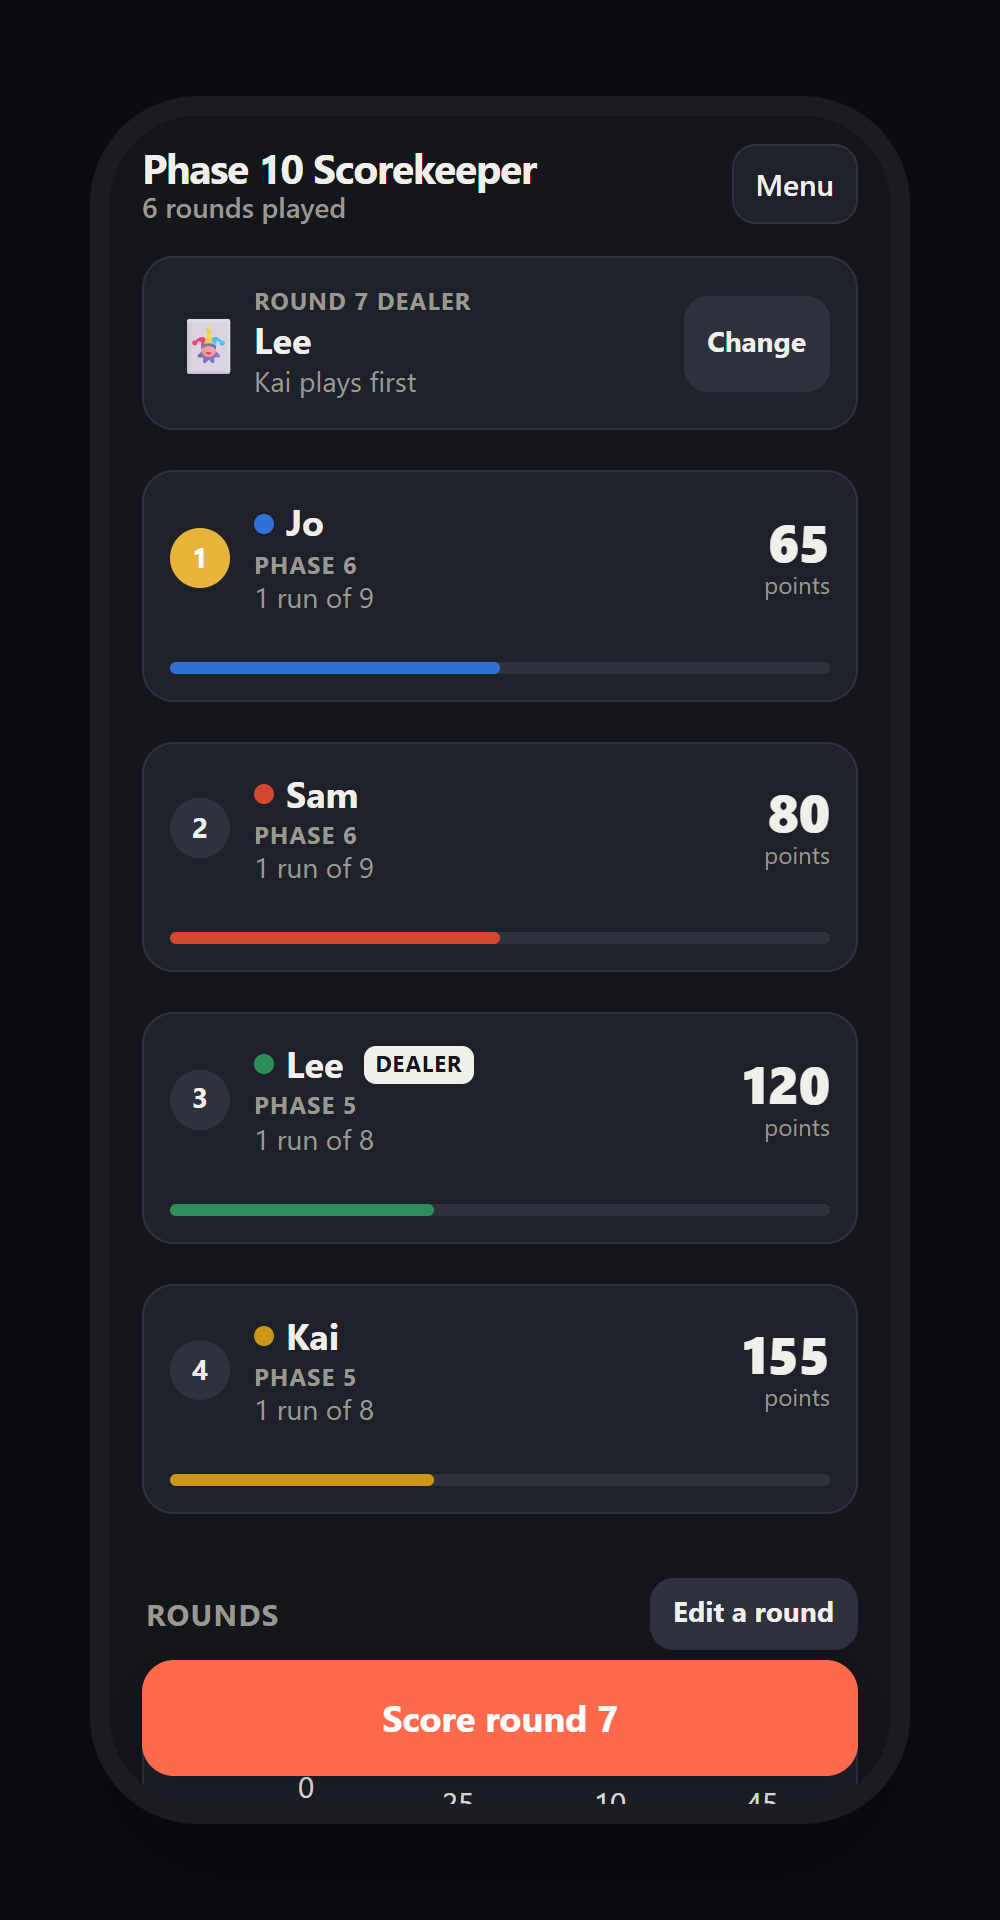 Phase 10 Scorekeeper
6 rounds played
Menu
ROUND 7 DEALER
Lee
Kai plays first
Change
1
Jo
PHASE 6
1 run of 9
65
points
2
Sam
PHASE 6
1 run of 9
80
points
3
Lee
DEALER
PHASE 5
1 run of 8
120
points
4
Kai
PHASE 5
1 run of 8
155
points
ROUNDS
Edit a round
Score round 7
0 25 10 45